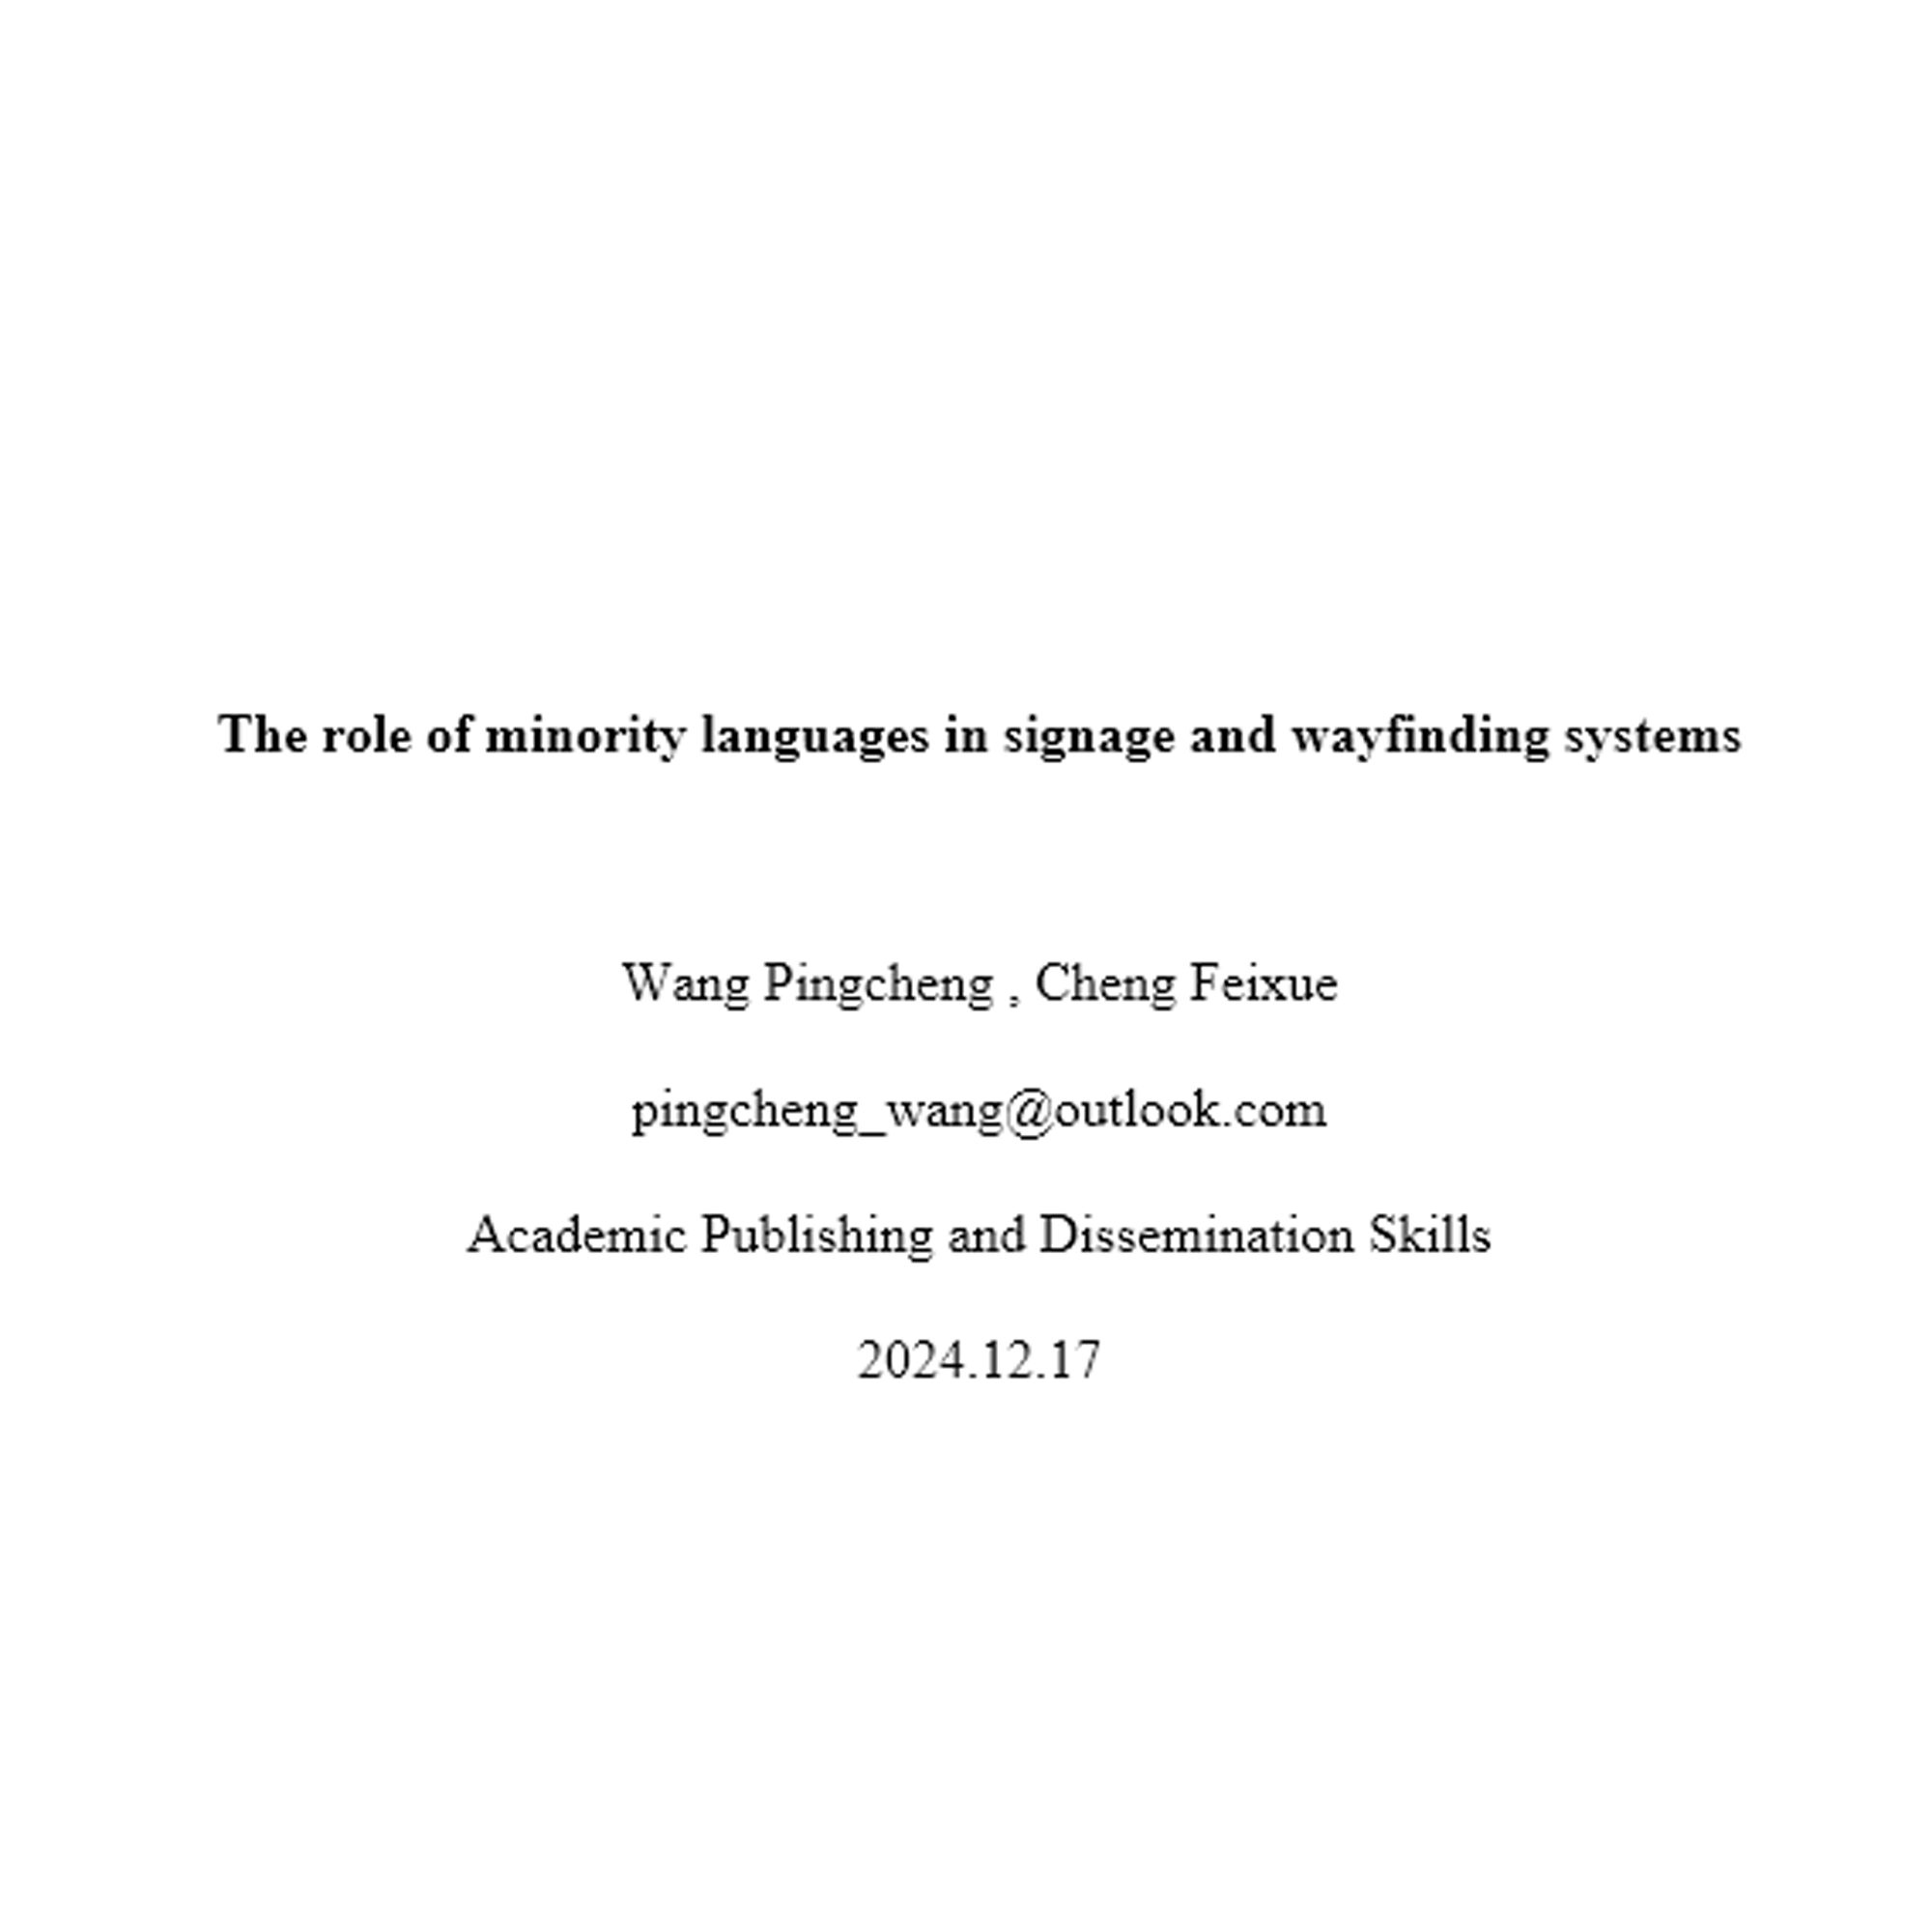 The role of minority languages in signage and wayfinding systems
Wang Pingcheng , Cheng Feixue
pingcheng_wang@outlook.com
Academic Publishing and Dissemination Skills
2024.12.17